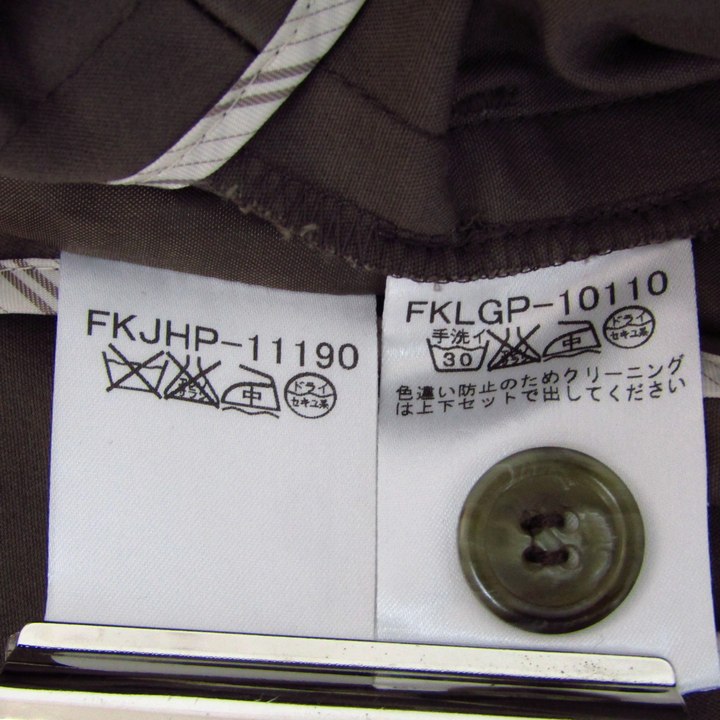 FKJHP-11190
中
ドライ
セキユ系
FKLGP-10110
手洗イ
30
中
ドライ
セキユ系
色違い防止のためクリーニング
は上下セットで出してください